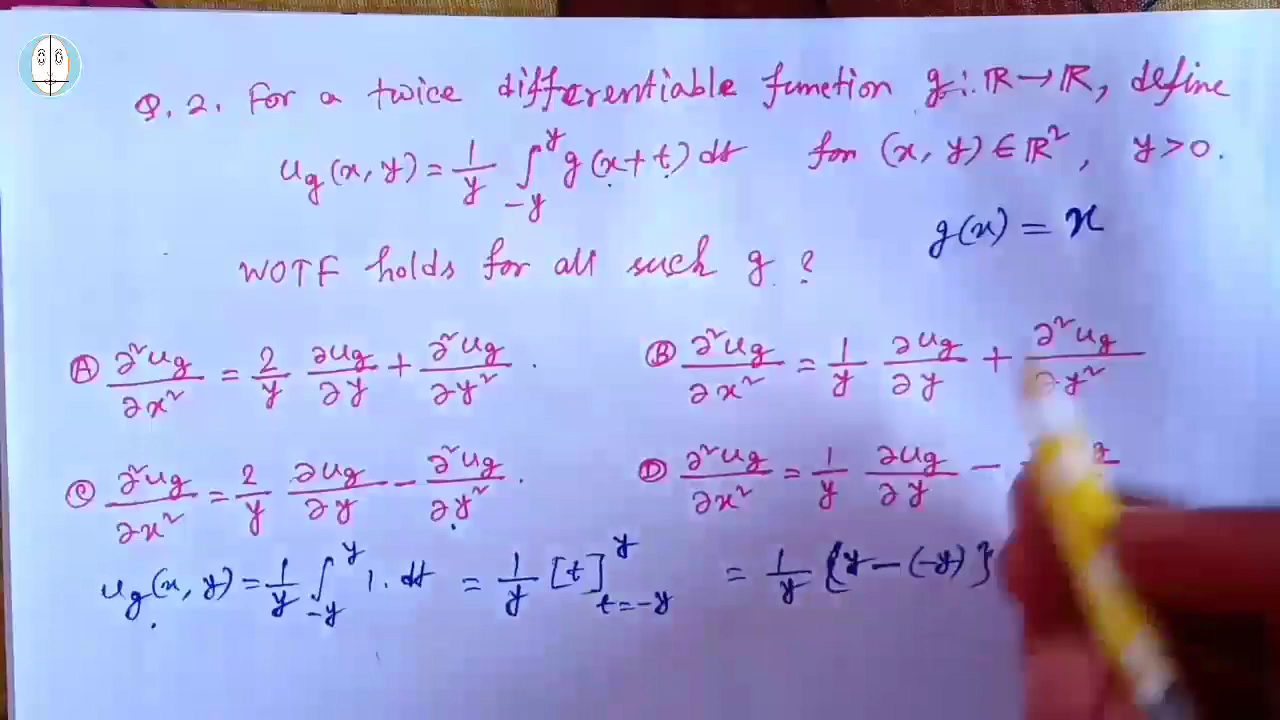 Q. 2. For a twice differentiable function g: ℝ → ℝ, define
u_g(x, y) = 1/y ∫_{-y}^{y} g(x+t) dt for (x, y) ∈ ℝ², y > 0.
g(x) = x
WOTF holds for all such g ?
Ⓐ ∂²u_g/∂x² = 2/y ∂u_g/∂y + ∂²u_g/∂y² .
Ⓑ ∂²u_g/∂x² = 1/y ∂u_g/∂y + ∂²u_g/∂y²
Ⓒ ∂²u_g/∂x² = 2/y ∂u_g/∂y - ∂²u_g/∂y² .
Ⓓ ∂²u_g/∂x² = 1/y ∂u_g/∂y -
u_g(x, y) = 1/y ∫_{-y}^{y} 1. dt = 1/y [t]_{t=-y}^{y} = 1/y {y - (-y)}